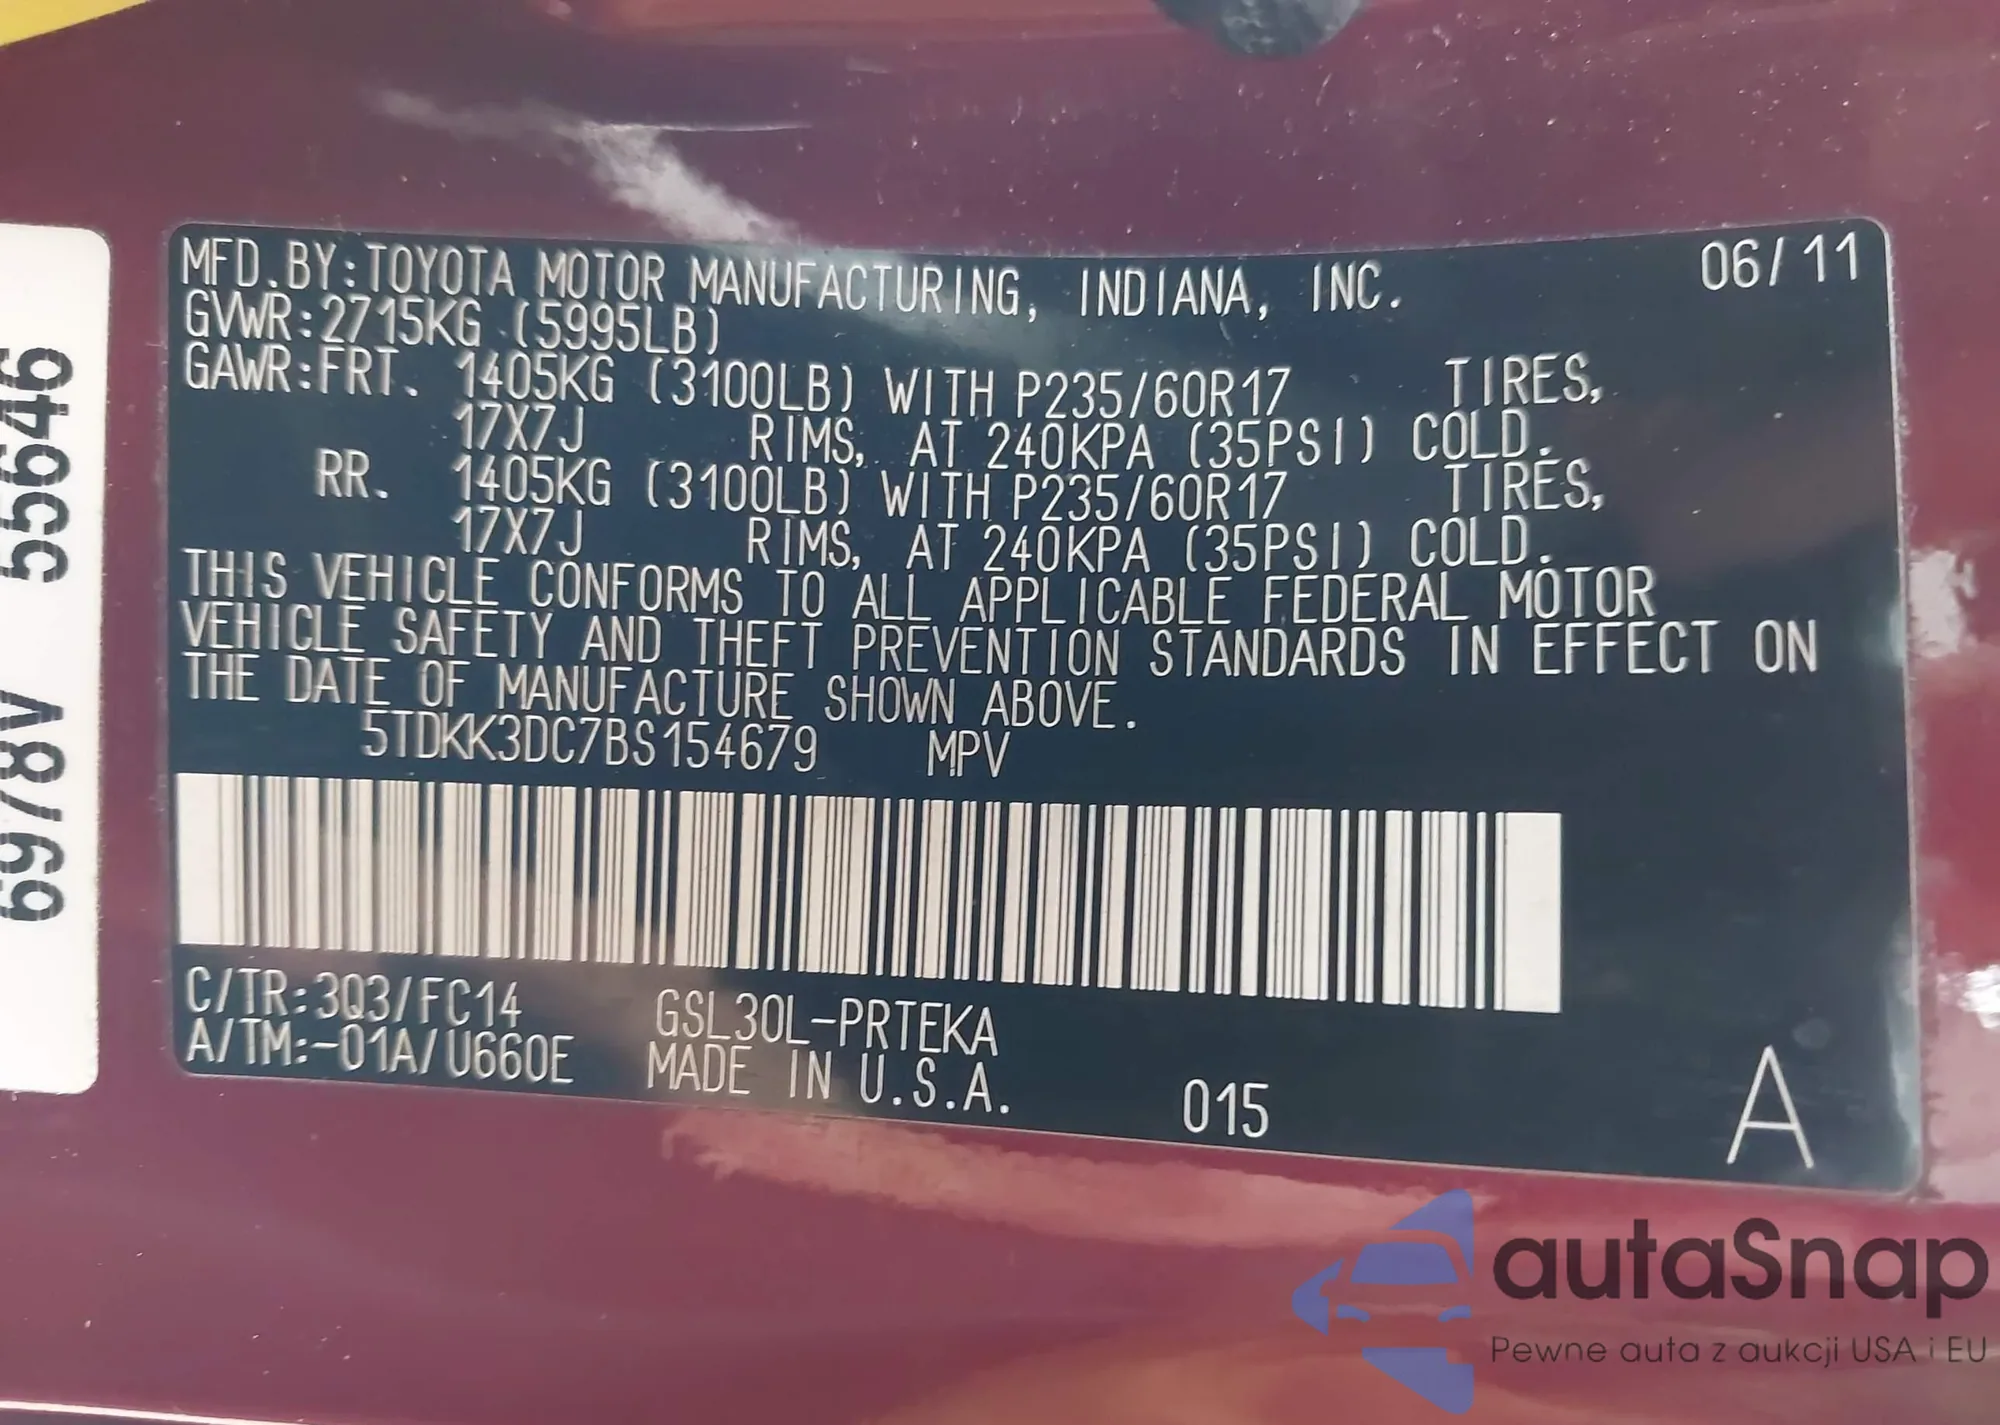 MFD.BY:TOYOTA MOTOR MANUFACTURING, INDIANA, INC. 06/11
GVWR:2715KG (5995LB)
GAWR:FRT. 1405KG (3100LB) WITH P235/60R17 TIRES,
17X7J RIMS, AT 240KPA (35PSI) COLD.
RR. 1405KG (3100LB) WITH P235/60R17 TIRES,
17X7J RIMS, AT 240KPA (35PSI) COLD.
THIS VEHICLE CONFORMS TO ALL APPLICABLE FEDERAL MOTOR
VEHICLE SAFETY AND THEFT PREVENTION STANDARDS IN EFFECT ON
THE DATE OF MANUFACTURE SHOWN ABOVE.
5TDKK3DC7BS154679 MPV
C/TR:3Q3/FC14 GSL30L-PRTEKA
A/TM:-01A/U660E MADE IN U.S.A. 015 A
6978V 55646
autoSnap
Pewne auta z aukcji USA i EU